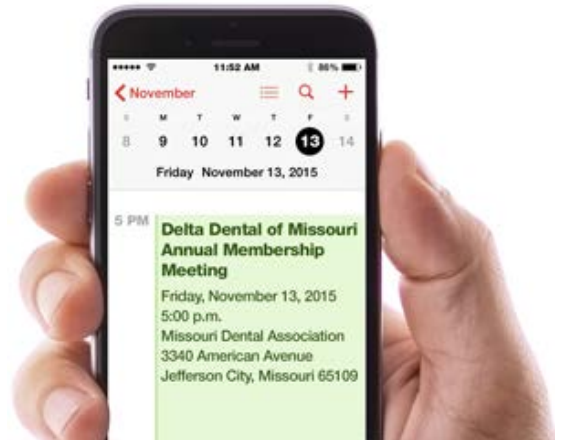 11:52 AM 86%
November
S M T W T F S
8 9 10 11 12 13 14
Friday November 13, 2015
5 PM
Delta Dental of Missouri
Annual Membership
Meeting
Friday, November 13, 2015
5:00 p.m.
Missouri Dental Association
3340 American Avenue
Jefferson City, Missouri 65109